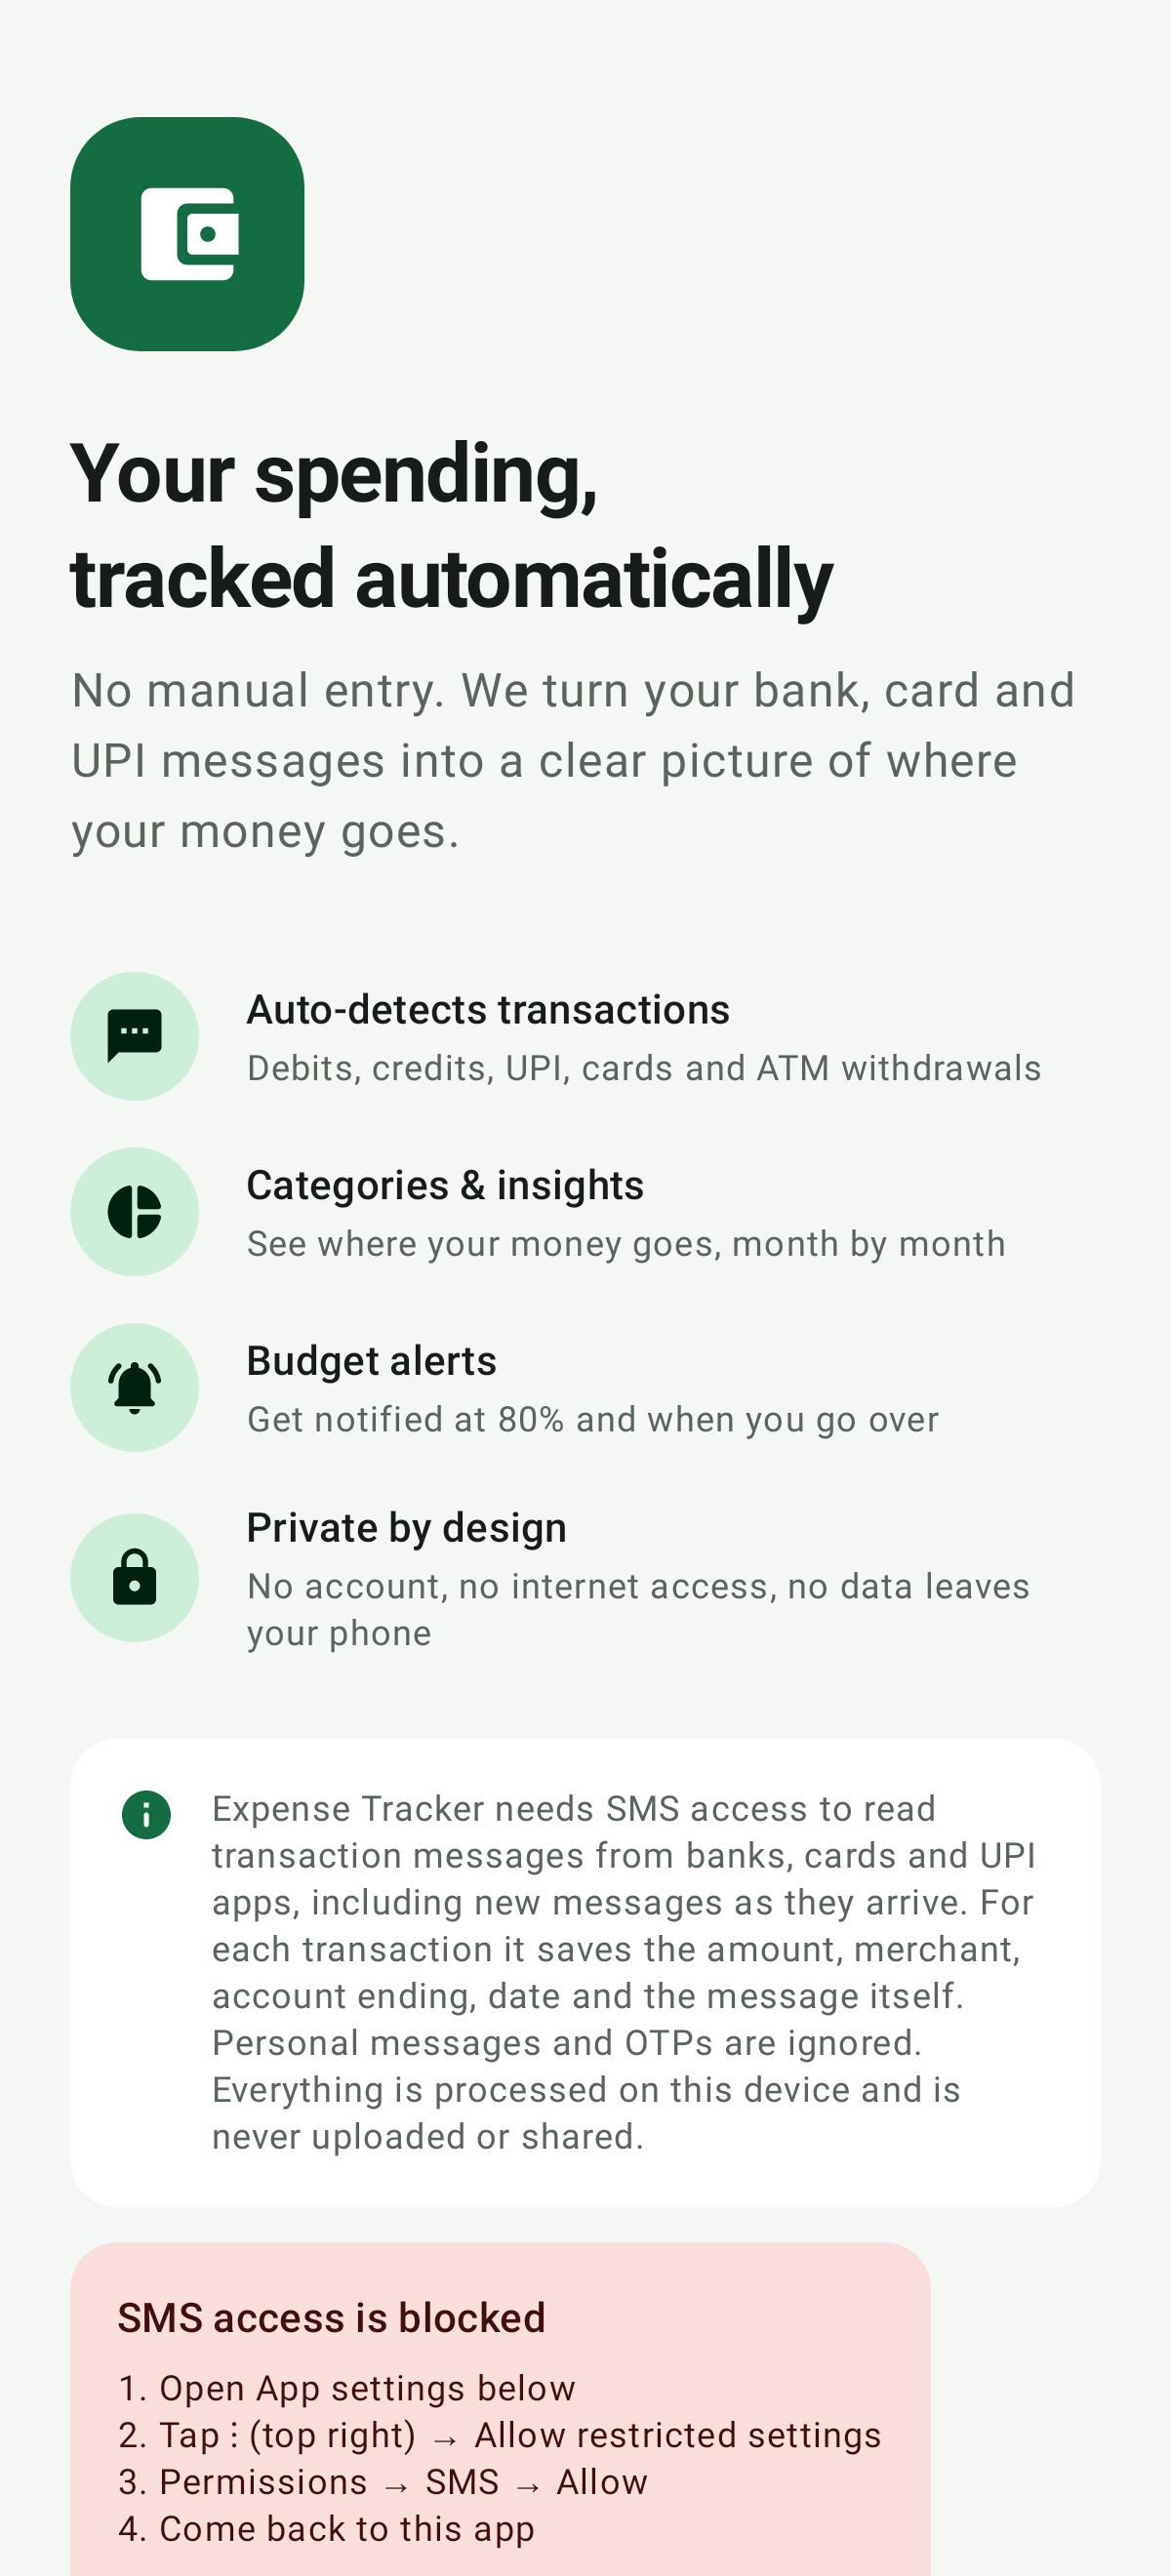 Your spending,
tracked automatically
No manual entry. We turn your bank, card and
UPI messages into a clear picture of where
your money goes.
Auto-detects transactions
Debits, credits, UPI, cards and ATM withdrawals
Categories & insights
See where your money goes, month by month
Budget alerts
Get notified at 80% and when you go over
Private by design
No account, no internet access, no data leaves
your phone
Expense Tracker needs SMS access to read
transaction messages from banks, cards and UPI
apps, including new messages as they arrive. For
each transaction it saves the amount, merchant,
account ending, date and the message itself.
Personal messages and OTPs are ignored.
Everything is processed on this device and is
never uploaded or shared.
SMS access is blocked
1. Open App settings below
2. Tap ⋮ (top right) → Allow restricted settings
3. Permissions → SMS → Allow
4. Come back to this app